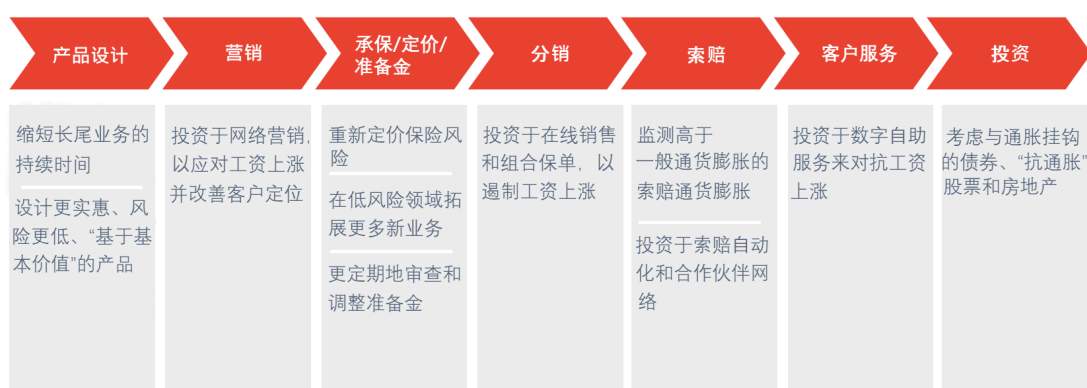 产品设计
营销
承保/定价/
准备金
分销
索赔
客户服务
投资
缩短长尾业务的
持续时间
设计更实惠、风
险更低、“基于基
本价值”的产品
投资于网络营销,
以应对工资上涨
并改善客户定位
重新定价保险风
险
在低风险领域拓
展更多新业务
更定期地审查和
调整准备金
投资于在线销售
和组合保单，以
遏制工资上涨
监测高于
一般通货膨胀的
索赔通货膨胀
投资于索赔自动
化和合作伙伴网
络
投资于数字自助
服务来对抗工资
上涨
考虑与通胀挂钩
的债券、“抗通胀”
股票和房地产